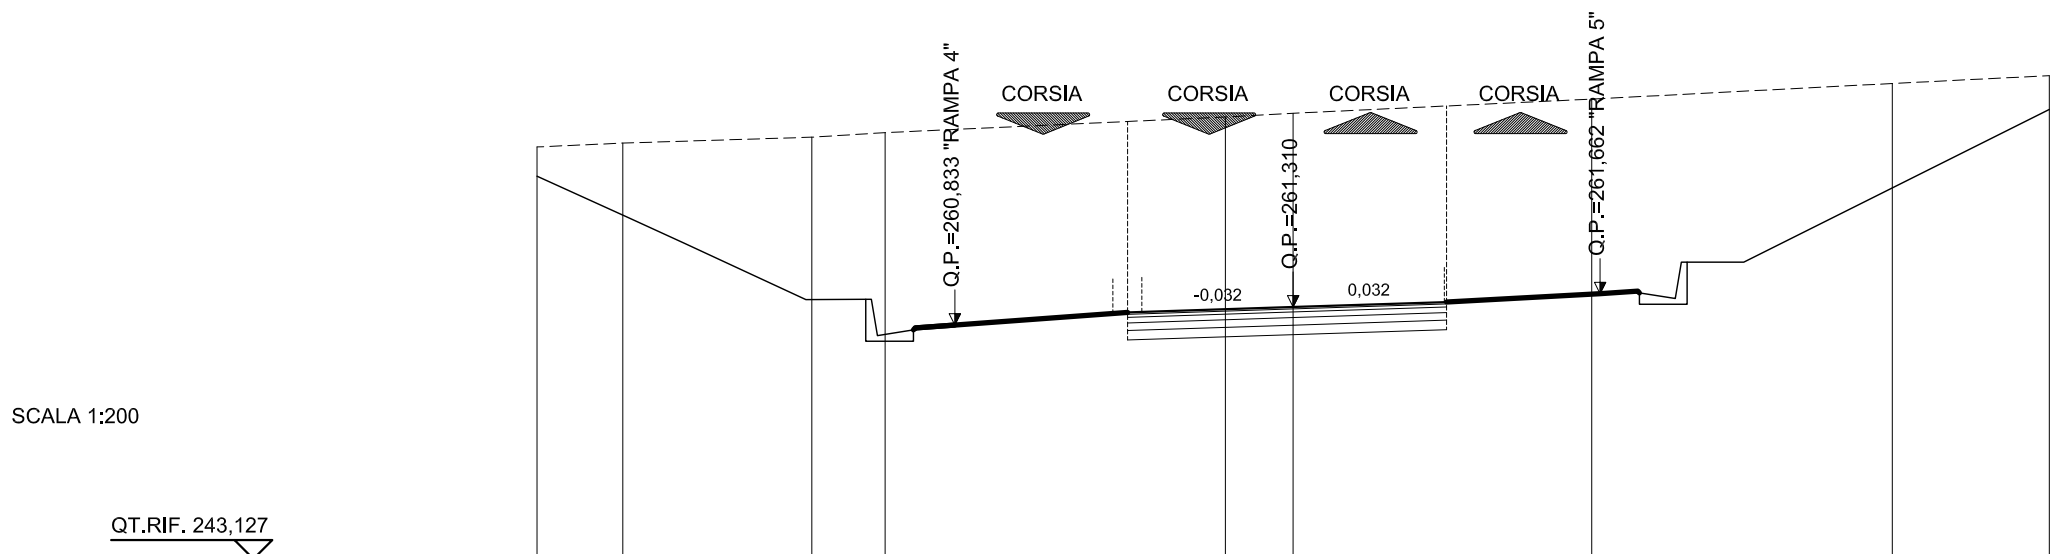 Q.P.=260,833 "RAMPA 4"
CORSIA
CORSIA
CORSIA
CORSIA
Q.P.=261,310
Q.P.=261,662 "RAMPA 5"
-0,032
0,032
SCALA 1:200
QT.RIF. 243,127